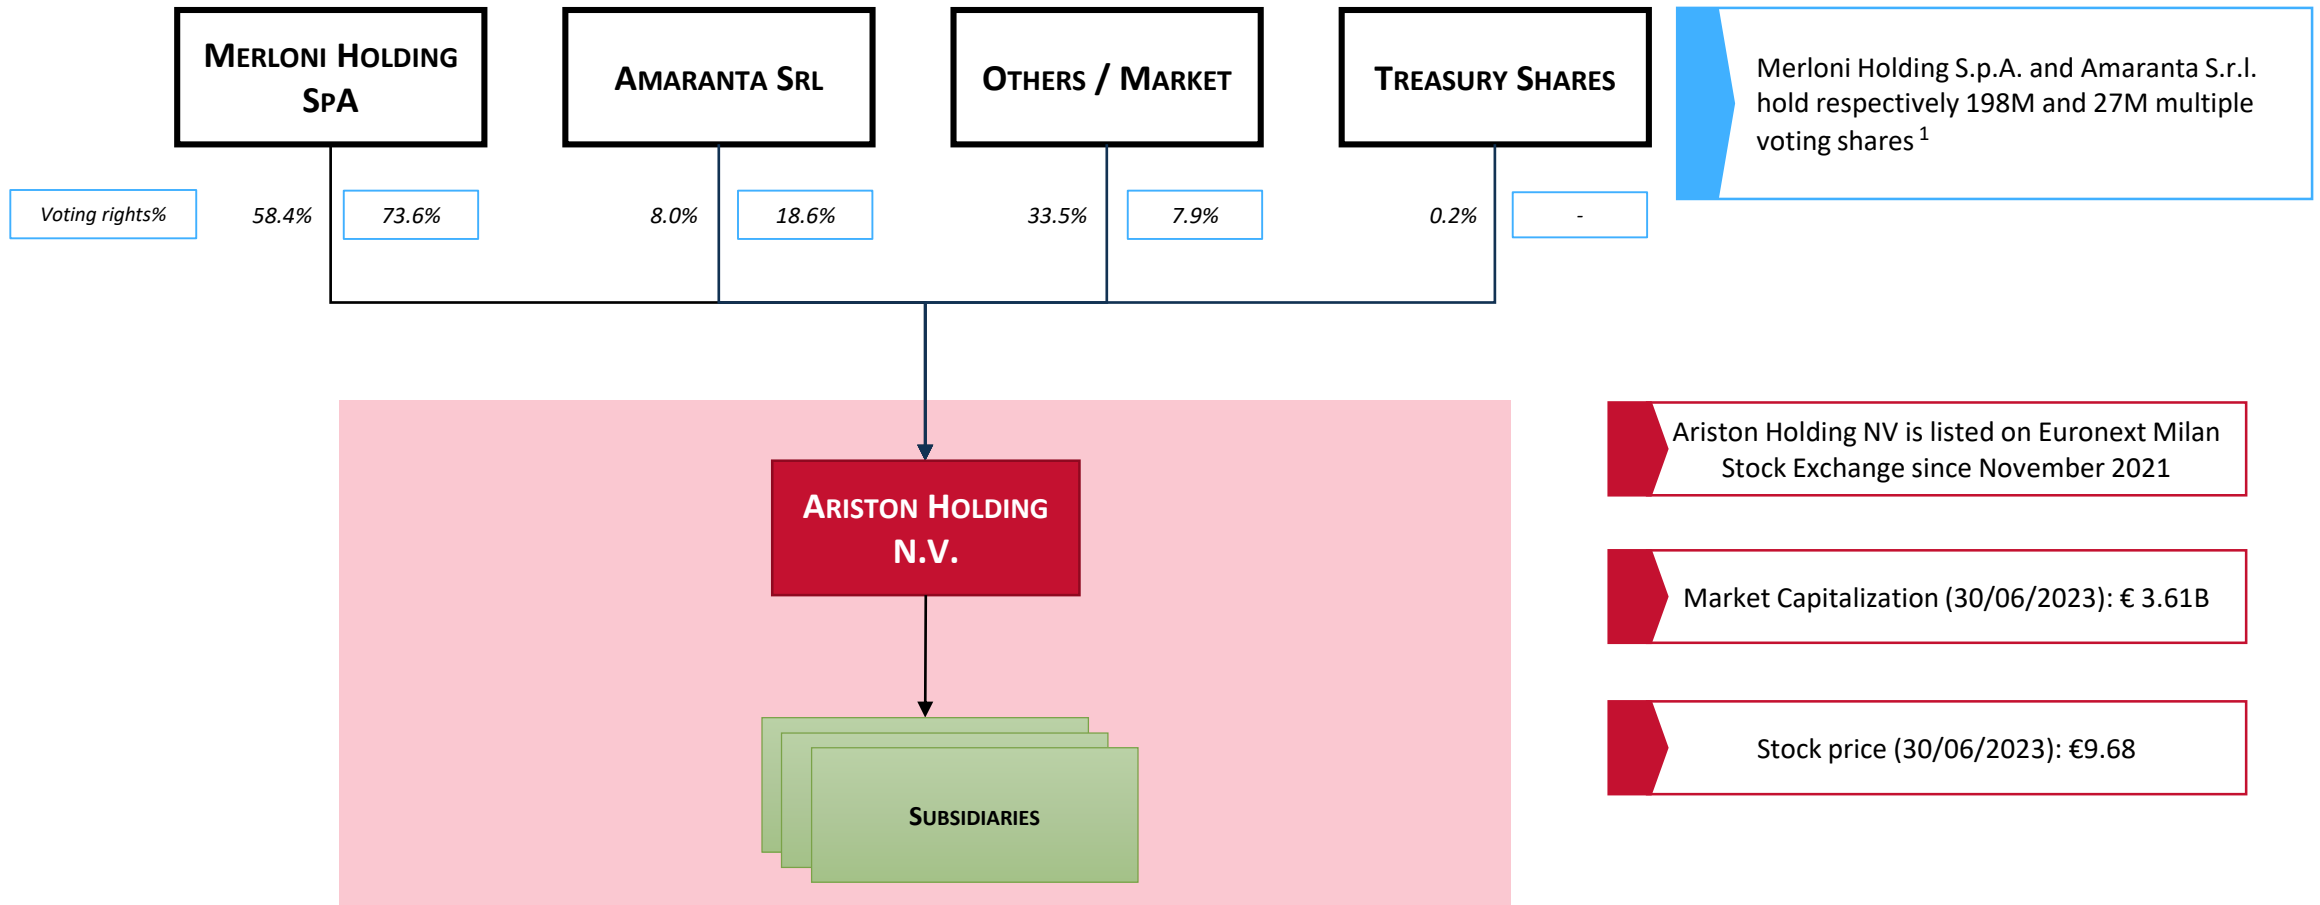 MERLONI HOLDING
SPA
AMARANTA SRL
OTHERS / MARKET
TREASURY SHARES
Merloni Holding S.p.A. and Amaranta S.r.l.
hold respectively 198M and 27M multiple
voting shares 1
Voting rights%
58.4%
73.6%
8.0%
18.6%
33.5%
7.9%
0.2%
-
ARISTON HOLDING
N.V.
SUBSIDIARIES
Ariston Holding NV is listed on Euronext Milan
Stock Exchange since November 2021
Market Capitalization (30/06/2023): € 3.61B
Stock price (30/06/2023): €9.68